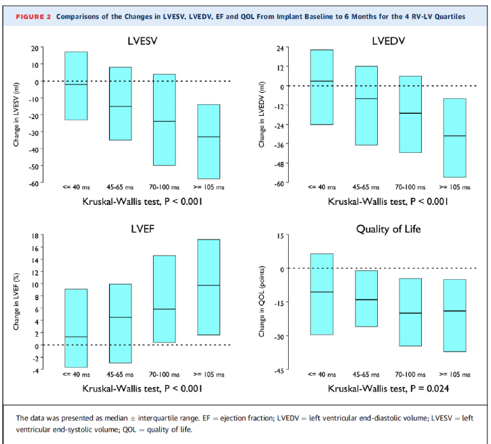 FIGURE 2 Comparisons of the Changes in LVESV, LVEDV, EF and QOL From Implant Baseline to 6 Months for the 4 RV-LV Quartiles
LVESV
Change in LVESV (ml)
20
10
0
-10
-20
-30
-40
-50
-60
<= 40 ms 45-65 ms 70-100 ms >= 105 ms
Kruskal-Wallis test, P < 0.001
LVEDV
Change in LVEDV (ml)
24
12
0
-12
-24
-36
-48
-60
<= 40 ms 45-65 ms 70-100 ms >= 105 ms
Kruskal-Wallis test, P < 0.001
LVEF
Change in LVEF (%)
18
16
14
12
10
8
6
4
2
0
-2
-4
<= 40 ms 45-65 ms 70-100 ms >= 105 ms
Kruskal-Wallis test, P < 0.001
Quality of Life
Change in QOL (points)
15
0
-15
-30
-45
<= 40 ms 45-65 ms 70-100 ms >= 105 ms
Kruskal-Wallis test, P = 0.024
The data was presented as median ± interquartile range. EF = ejection fraction; LVEDV = left ventricular end-diastolic volume; LVESV = left
ventricular end-systolic volume; QOL = quality of life.